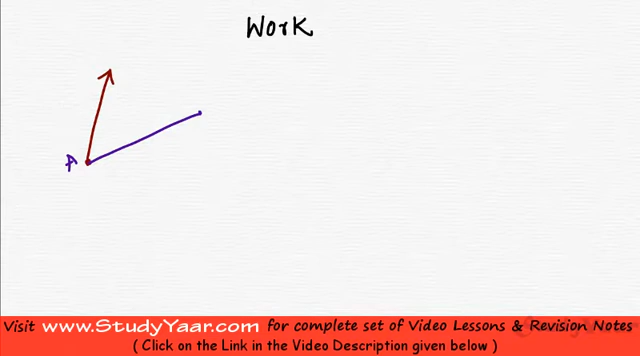 Work
A
Visit www.StudyYaar.com for complete set of Video Lessons & Revision Notes
( Click on the Link in the Video Description given below )